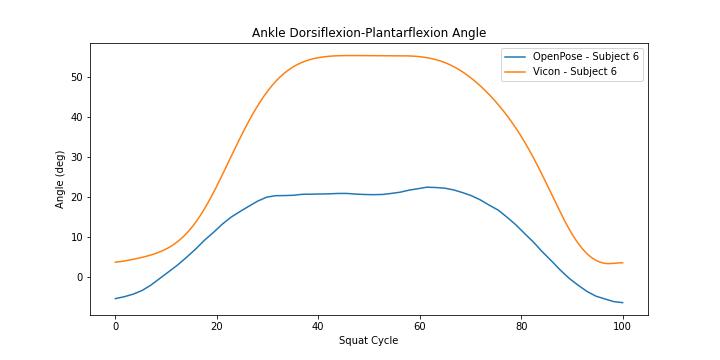 Ankle Dorsiflexion-Plantarflexion Angle
OpenPose - Subject 6
Vicon - Subject 6
Angle (deg)
50
40
30
20
10
0
0 20 40 60 80 100
Squat Cycle